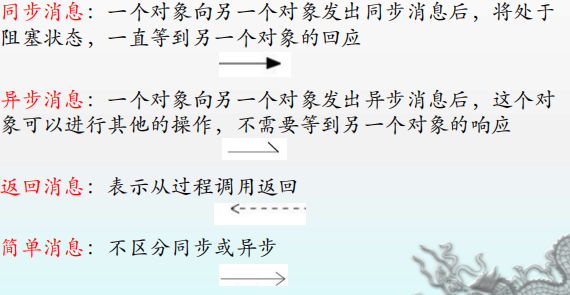 同步消息：一个对象向另一个对象发出同步消息后，将处于
阻塞状态，一直等到另一个对象的回应
异步消息：一个对象向另一个对象发出异步消息后，这个对
象可以进行其他的操作，不需要等到另一个对象的响应
返回消息：表示从过程调用返回
简单消息：不区分同步或异步